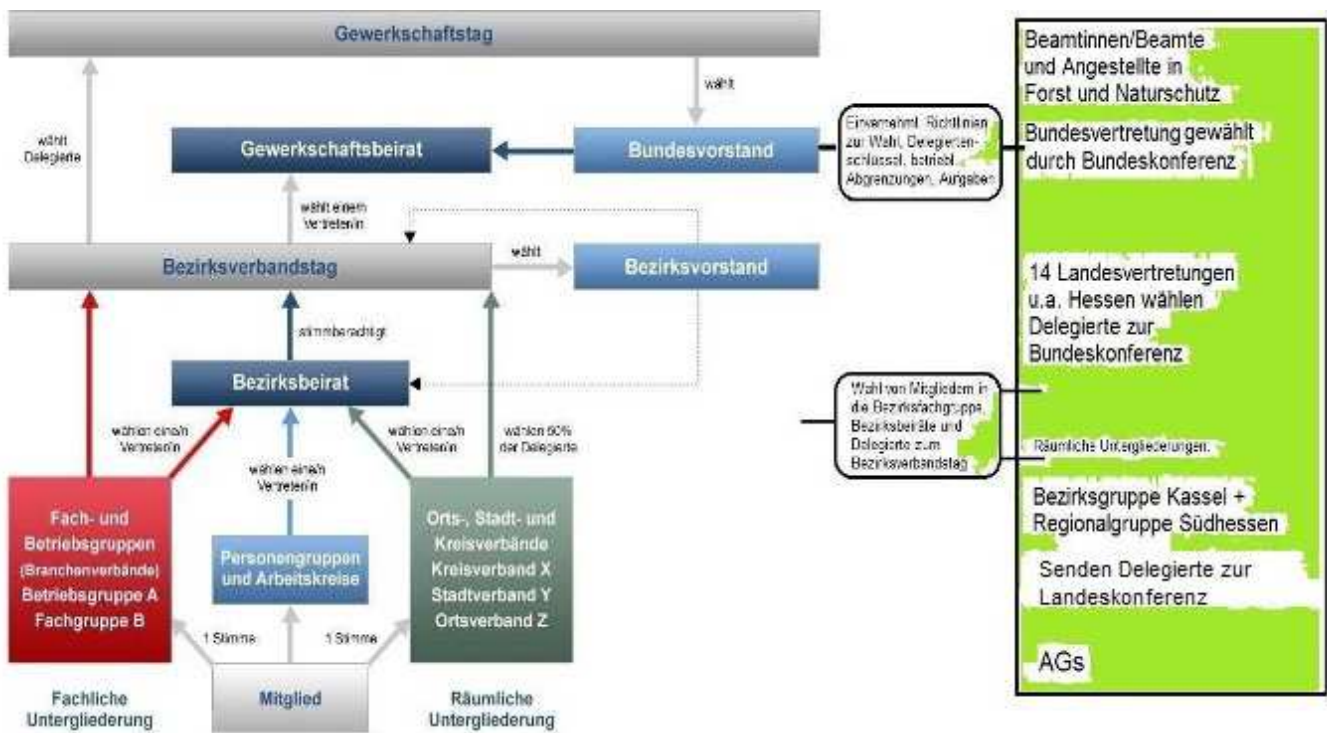 Gewerkschaftstag
wählt
wählt
Delegierte
Gewerkschaftsbeirat
Bundesvorstand
wählt einem
Vertreter/in
Bezirksverbandstag
wählt
Bezirksvorstand
stimmberechtigt
Bezirksbeirat
wählen eine/n
Vertreter/in
wählen eine/n
Vertreter/in
wählen 50%
der Delegierte
wählen eine/n
Vertreter/in
Fach- und
Betriebsgruppen
(Branchenverbände)
Betriebsgruppe A
Fachgruppe B
Personengruppen
und Arbeitskreise
Orts-, Stadt- und
Kreisverbände
Kreisverband X
Stadtverband Y
Ortsverband Z
1 Stimme
1 Stimme
Fachliche
Untergliederung
Mitglied
Räumliche
Untergliederung
Einvernehml. Richtlinien
zur Wahl, Delegierten-
schlüssel, betriebl.
Abgrenzungen, Aufgaben
Wahl von Mitgliedern in
die Bezirksfachgruppe,
Bezirksbeiräte und
Delegierte zum
Bezirksverbandstag
Beamtinnen/Beamte
und Angestellte in
Forst und Naturschutz
Bundesvertretung gewählt
durch Bundeskonferenz
14 Landesvertretungen
u.a. Hessen wählen
Delegierte zur
Bundeskonferenz
Räumliche Untergliederungen:
Bezirksgruppe Kassel +
Regionalgruppe Südhessen
Senden Delegierte zur
Landeskonferenz
AGs